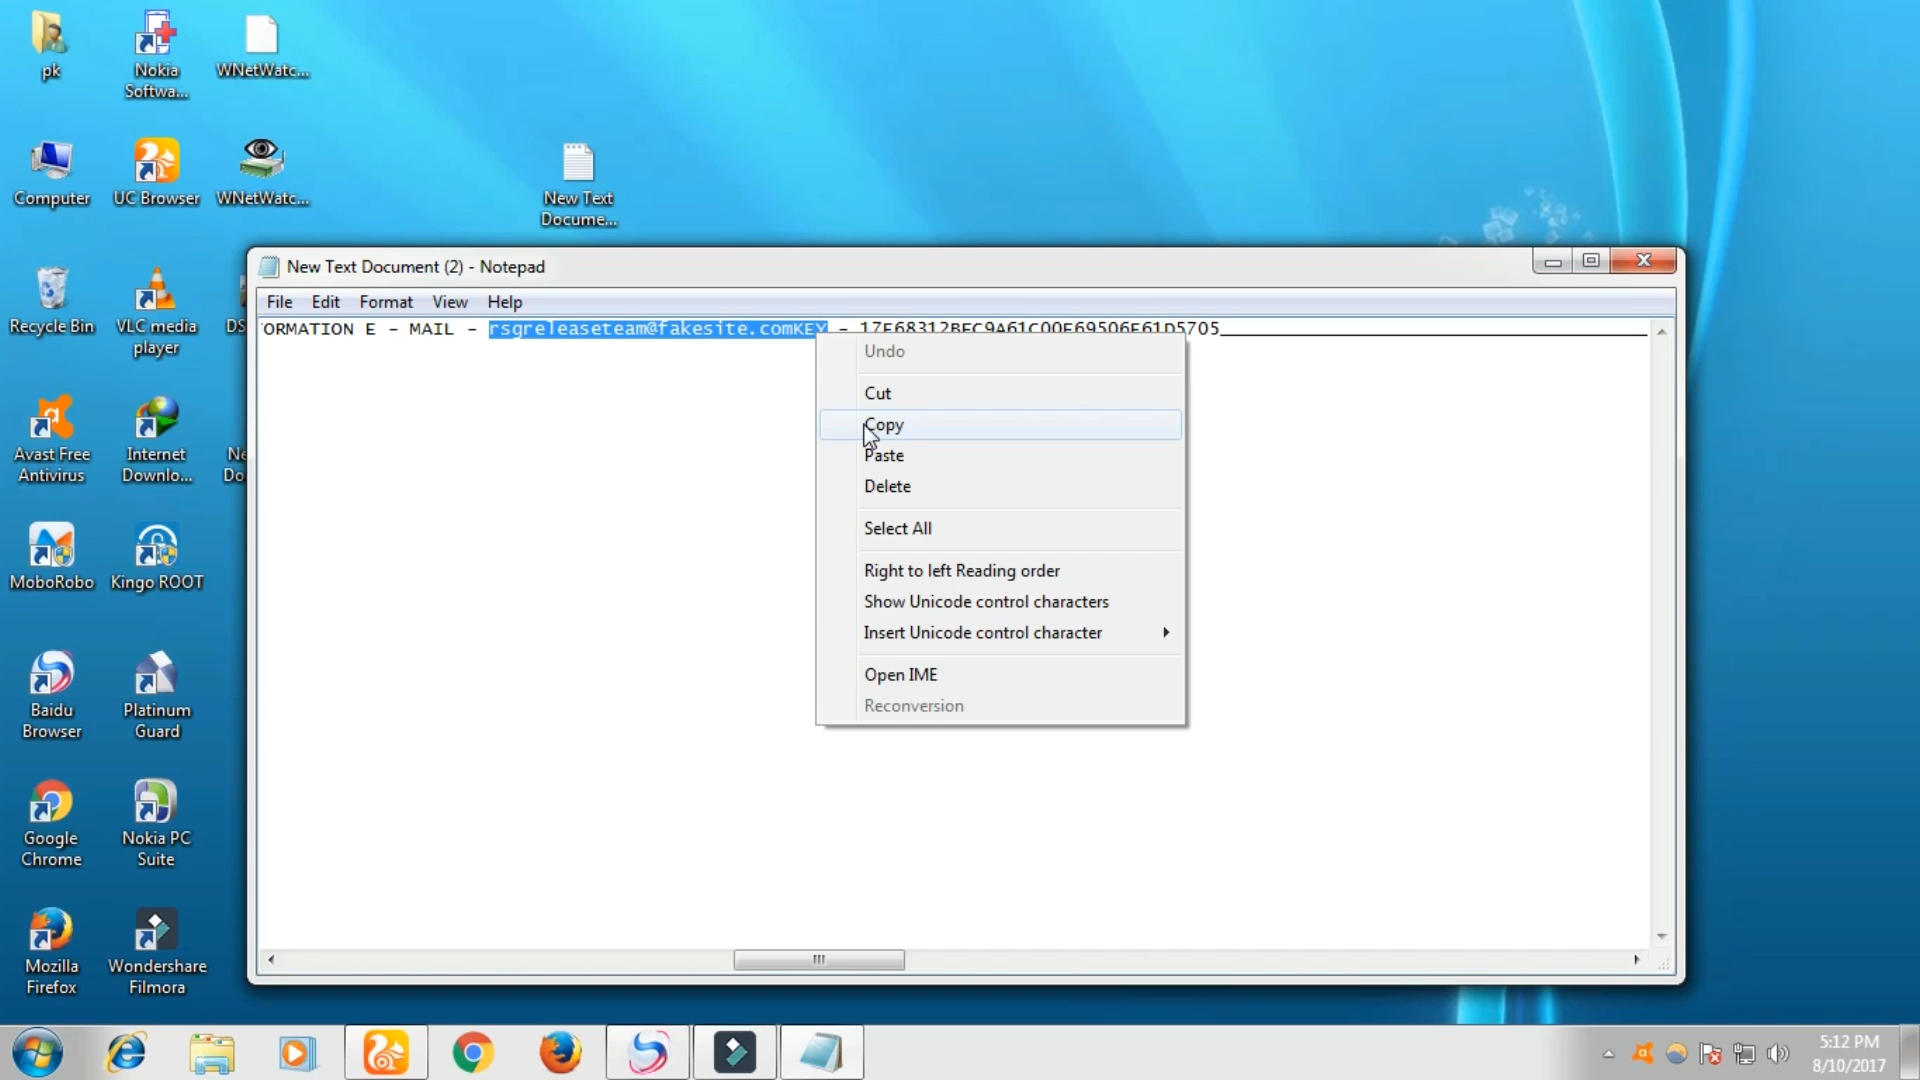 pk
Nokia
Softwa...
WNetWatc...
Computer
UC Browser
WNetWatc...
New Text
Docume...
Recycle Bin
VLC media
player
DS
Avast Free
Antivirus
Internet
Downlo...
Ne
Do
MoboRobo
Kingo ROOT
Baidu
Browser
Platinum
Guard
Google
Chrome
Nokia PC
Suite
Mozilla
Firefox
Wondershare
Filmora
New Text Document (2) - Notepad
File Edit Format View Help
ORMATION E - MAIL - rsgreleaseteam@fakesite.comKEY - 17E68312BEC9A61C00E69506E61D5705
Undo
Cut
Copy
Paste
Delete
Select All
Right to left Reading order
Show Unicode control characters
Insert Unicode control character
Open IME
Reconversion
5:12 PM
8/10/2017